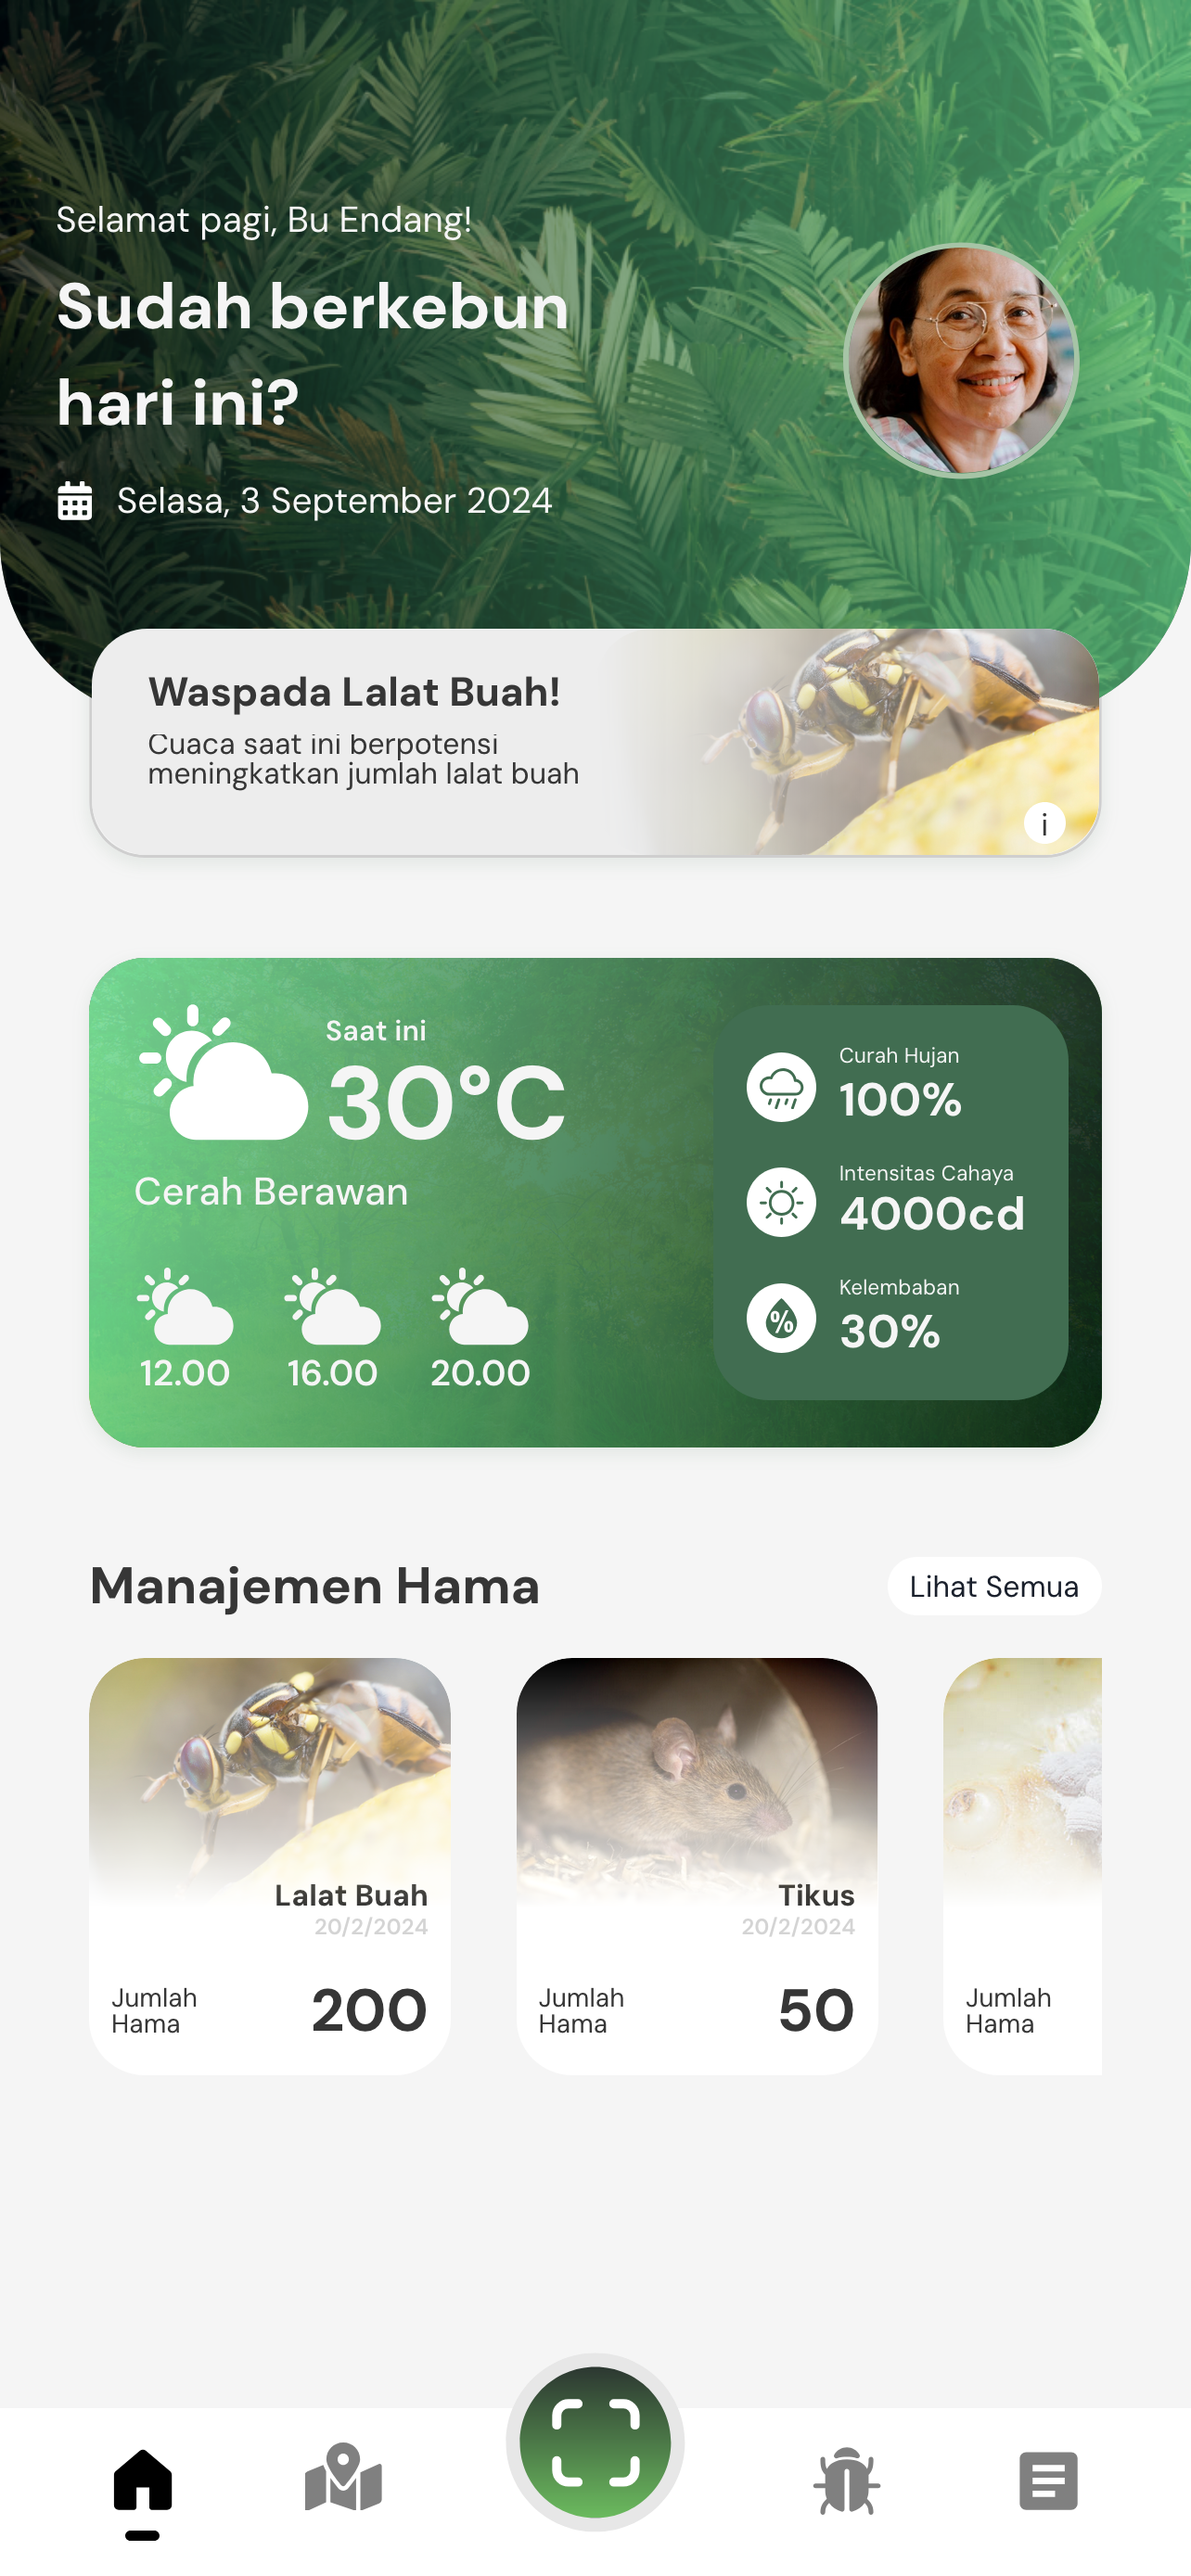 Selamat pagi, Bu Endang!
Sudah berkebun
hari ini?
Selasa, 3 September 2024
Waspada Lalat Buah!
Cuaca saat ini berpotensi
meningkatkan jumlah lalat buah
i
Saat ini
30°C
Cerah Berawan
12.00 16.00 20.00
Curah Hujan
100%
Intensitas Cahaya
4000cd
%
Kelembaban
30%
Manajemen Hama
Lihat Semua
Lalat Buah
20/2/2024
Jumlah
Hama
200
Tikus
20/2/2024
Jumlah
Hama
50
Jumlah
Hama